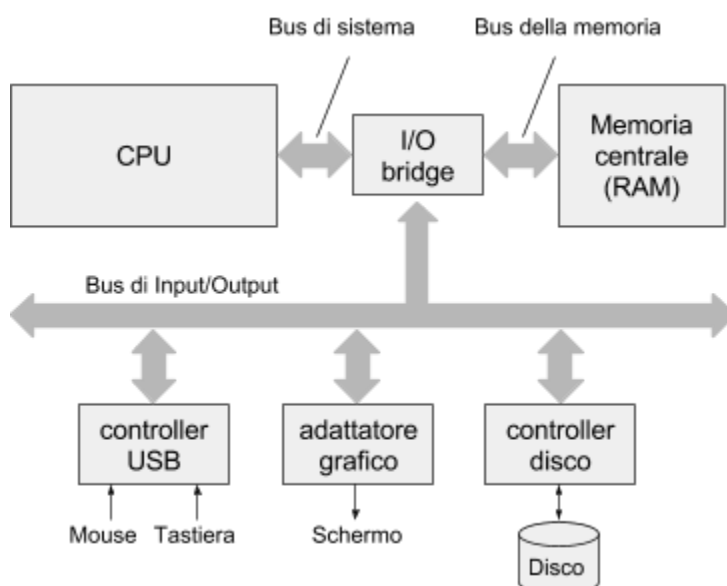 Bus di sistema
Bus della memoria
CPU
I/O
bridge
Memoria
centrale
(RAM)
Bus di Input/Output
controller
USB
adattatore
grafico
controller
disco
Mouse
Tastiera
Schermo
Disco